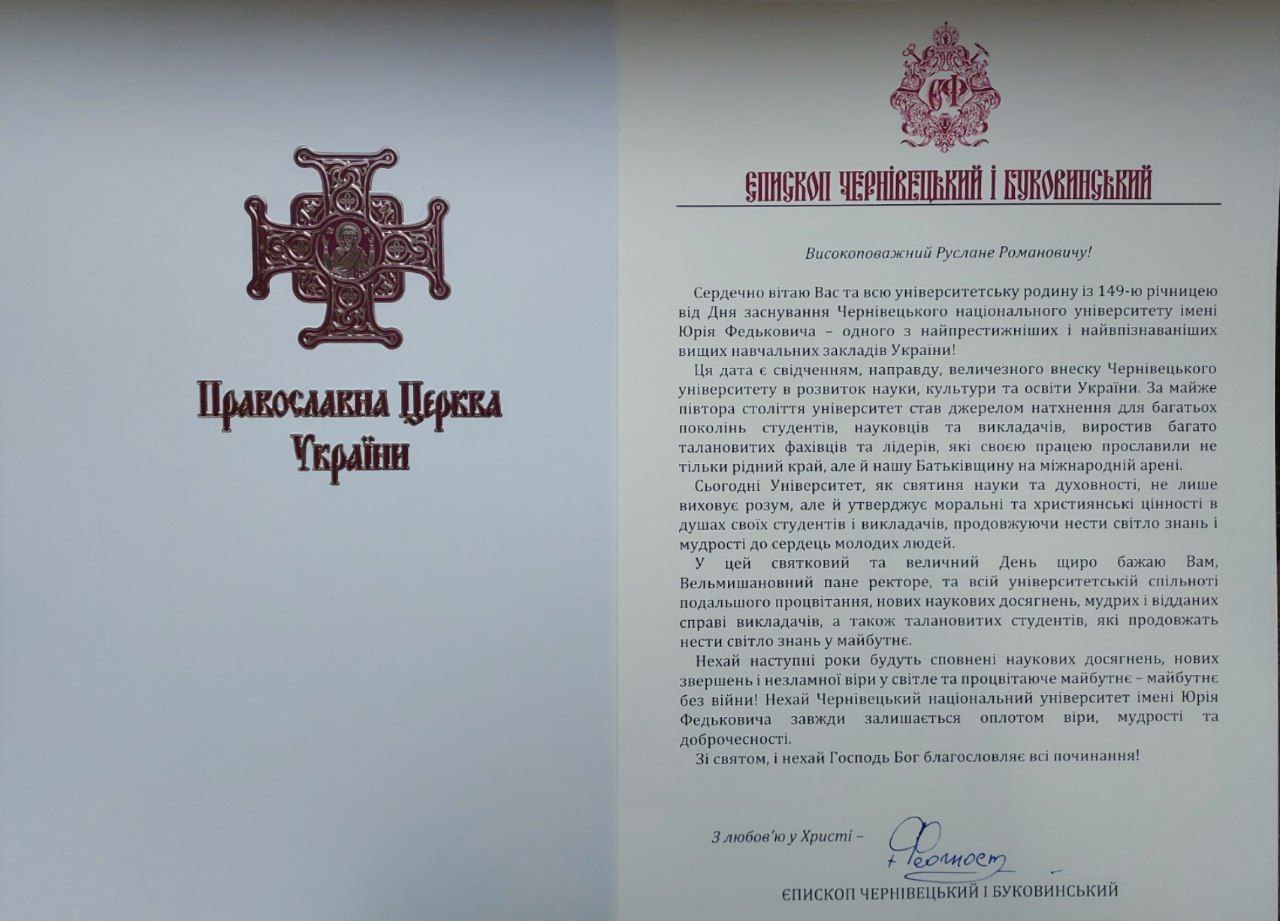 Православна Церква
України
ЄФ
ЄПИСКОП ЧЕРНІВЕЦЬКИЙ І БУКОВИНСЬКИЙ
Високоповажний Руслане Романовичу!
Сердечно вітаю Вас та всю університетську родину із 149-ю річницею
від Дня заснування Чернівецького національного університету імені
Юрія Федьковича – одного з найпрестижніших і найвпізнаваніших
вищих навчальних закладів України!
Ця дата є свідченням, направду, величезного внеску Чернівецького
університету в розвиток науки, культури та освіти України. За майже
півтора століття університет став джерелом натхнення для багатьох
поколінь студентів, науковців та викладачів, виростив багато
талановитих фахівців та лідерів, які своєю працею прославили не
тільки рідний край, але й нашу Батьківщину на міжнародній арені.
Сьогодні Університет, як святиня науки та духовності, не лише
виховує розум, але й утверджує моральні та християнські цінності в
душах своїх студентів і викладачів, продовжуючи нести світло знань і
мудрості до сердець молодих людей.
У цей святковий та величний День щиро бажаю Вам,
Вельмишановний пане ректоре, та всій університетській спільноті
подальшого процвітання, нових наукових досягнень, мудрих і відданих
справі викладачів, а також талановитих студентів, які продовжать
нести світло знань у майбутнє.
Нехай наступні роки будуть сповнені наукових досягнень, нових
звершень і незламної віри у світле та процвітаюче майбутнє – майбутнє
без війни! Нехай Чернівецький національний університет імені Юрія
Федьковича завжди залишається оплотом віри, мудрості та
доброчесності.
Зі святом, і нехай Господь Бог благословляє всі починання!
З любов'ю у Христі –
+ Феогност
ЄПИСКОП ЧЕРНІВЕЦЬКИЙ І БУКОВИНСЬКИЙ